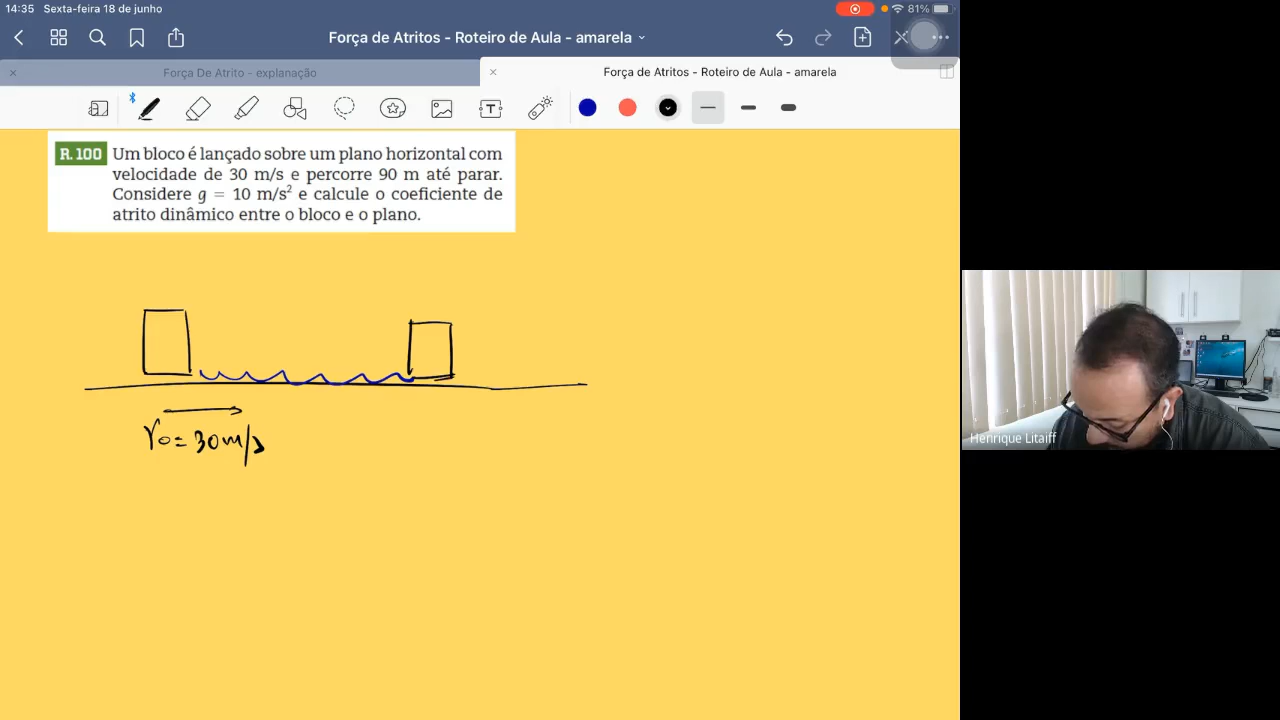 14:35 Sexta-feira 18 de junho
81%
Força de Atritos - Roteiro de Aula - amarela
Força De Atrito - explanação
Força de Atritos - Roteiro de Aula - amarela
R. 100 Um bloco é lançado sobre um plano horizontal com
velocidade de 30 m/s e percorre 90 m até parar.
Considere g = 10 m/s² e calcule o coeficiente de
atrito dinâmico entre o bloco e o plano.
V0 = 30 m/s
Henrique Litaiff